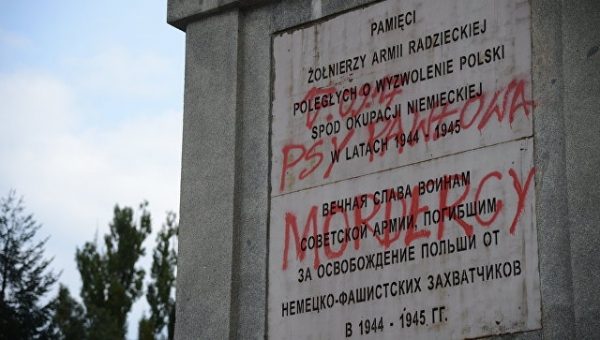 PAMIĘCI
ŻOŁNIERZY ARMII RADZIECKIEJ
POLEGŁYCH O WYZWOLENIE POLSKI
SPOD OKUPACJI NIEMIECKIEJ
W LATACH 1944 - 1945
PSY PAWŁOWA
ВЕЧНАЯ СЛАВА ВОИНАМ
СОВЕТСКОЙ АРМИИ, ПОГИБШИМ
MORDERCY
ЗА ОСВОБОЖДЕНИЕ ПОЛЬШИ ОТ
НЕМЕЦКО-ФАШИСТСКИХ ЗАХВАТЧИКОВ
В 1944 - 1945 ГГ.